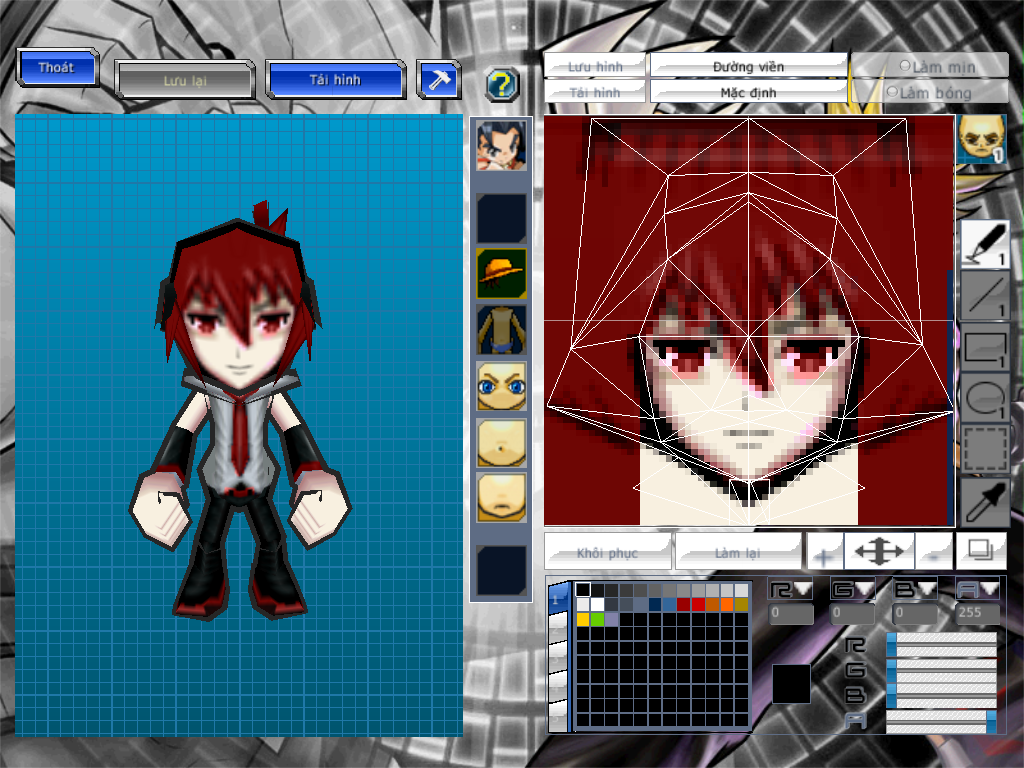 Thoát
Lưu lại
Tải hình
?
Lưu hình
Đường viền
Làm mịn
Tải hình
Mặc định
Làm bóng
1
1
1
1
1
Khôi phục
Làm lại
+
-
1
R
G
B
A
0
0
0
255
R
G
B
A